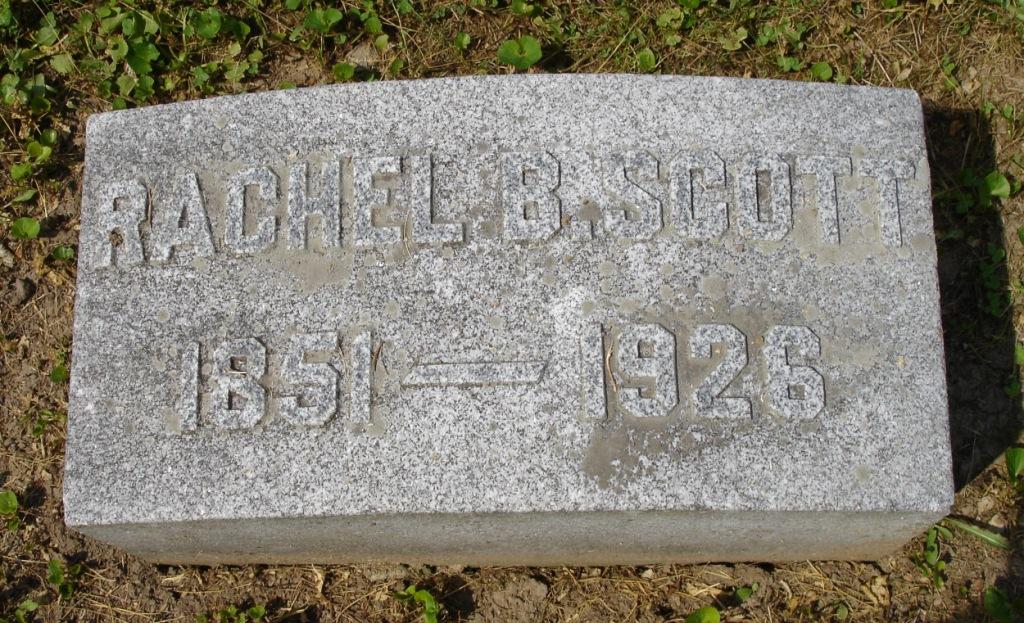 RACHEL B. SCOTT
1851 — 1926